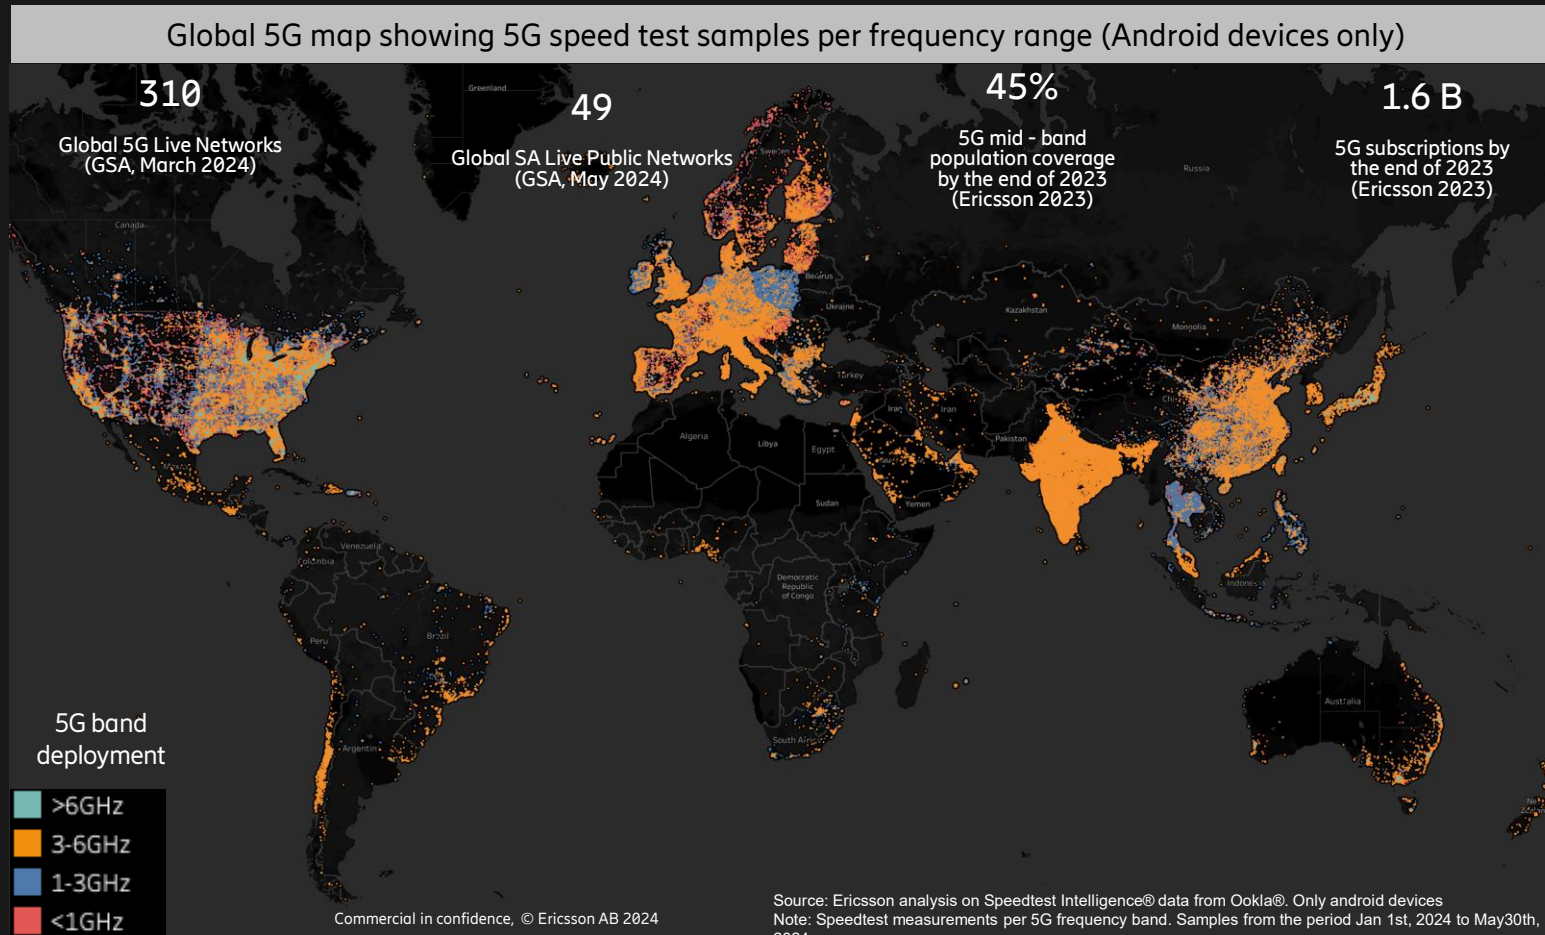 Global 5G map showing 5G speed test samples per frequency range (Android devices only)
310
Global 5G Live Networks
(GSA, March 2024)
49
Global SA Live Public Networks
(GSA, May 2024)
45%
5G mid - band
population coverage
by the end of 2023
(Ericsson 2023)
1.6 B
5G subscriptions by
the end of 2023
(Ericsson 2023)
Greenland
Sweden
Russia
Canada
Belarus
Ukraine
Kazakhstan
Mongolia
Turkey
Iraq
Iran
Pakistan
Algeria
Libya
Egypt
Sudan
Yemen
Venezuela
Colombia
Indonesia
Democratic
Republic
of Congo
Peru
Brazil
Australia
Argentin
South Afri
5G band
deployment
>6GHz
3-6GHz
1-3GHz
<1GHz
Commercial in confidence, © Ericsson AB 2024
Source: Ericsson analysis on Speedtest Intelligence® data from Ookla®. Only android devices
Note: Speedtest measurements per 5G frequency band. Samples from the period Jan 1st, 2024 to May30th,